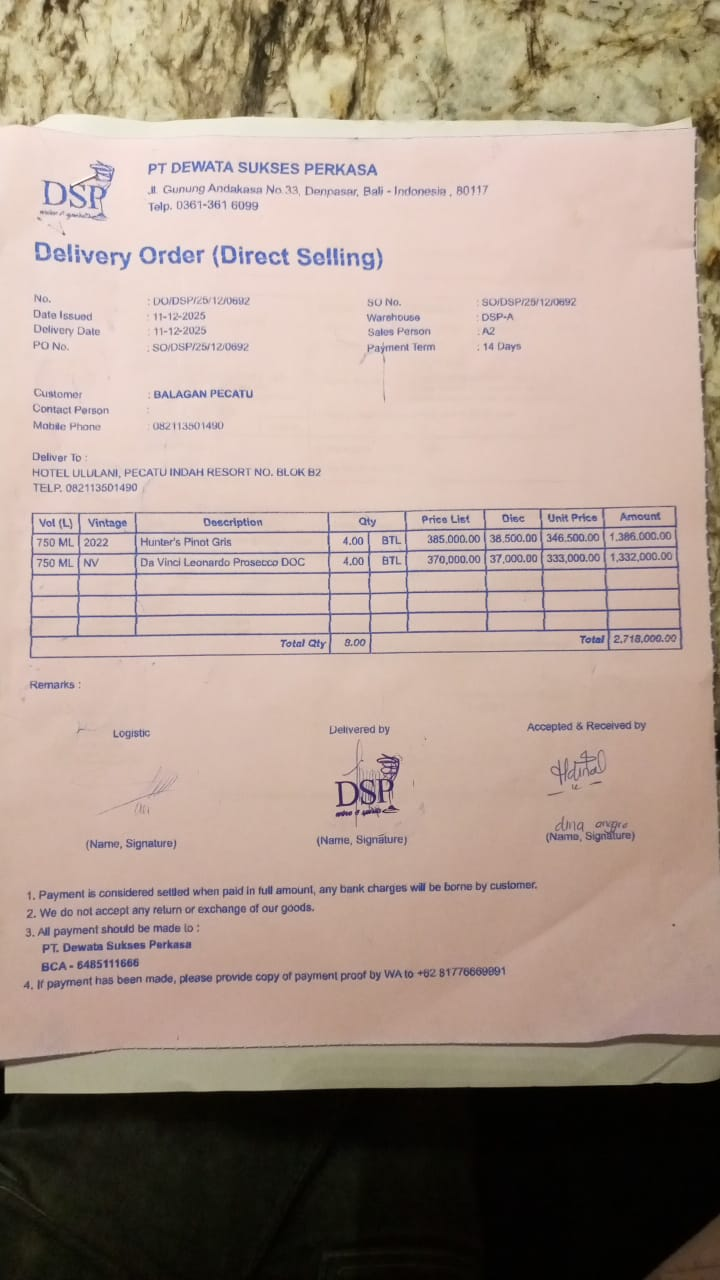 DSP
PT DEWATA SUKSES PERKASA
Jl. Gunung Andakasa No.33, Denpasar, Bali - Indonesia , 80117
Telp. 0361-361 6099
Delivery Order (Direct Selling)
No. : DO/DSP/25/12/0692 SO No. : SO/DSP/25/12/0692
Date Issued : 11-12-2025 Warehouse : DSP-A
Delivery Date : 11-12-2025 Sales Person : A2
PO No. : SO/DSP/25/12/0692 Payment Term : 14 Days
Customer : BALAGAN PECATU
Contact Person :
Mobile Phone : 082113501490
Deliver To :
HOTEL ULULANI, PECATU INDAH RESORT NO. BLOK B2
TELP. 082113501490
Vol (L) Vintage Description Qty Price List Disc Unit Price Amount
750 ML 2022 Hunter's Pinot Gris 4.00 BTL 385,000.00 38,500.00 346,500.00 1,386,000.00
750 ML NV Da Vinci Leonardo Prosecco DOC 4.00 BTL 370,000.00 37,000.00 333,000.00 1,332,000.00
Total Qty 8.00 Total 2,718,000.00
Remarks :
Logistic Delivered by Accepted & Received by
DSP
dina
(Name, Signature) (Name, Signature) (Name, Signature)
1. Payment is considered settled when paid in full amount, any bank charges will be borne by customer.
2. We do not accept any return or exchange of our goods.
3. All payment should be made to :
PT. Dewata Sukses Perkasa
BCA - 6485111666
4. If payment has been made, please provide copy of payment proof by WA to +62 81776669991